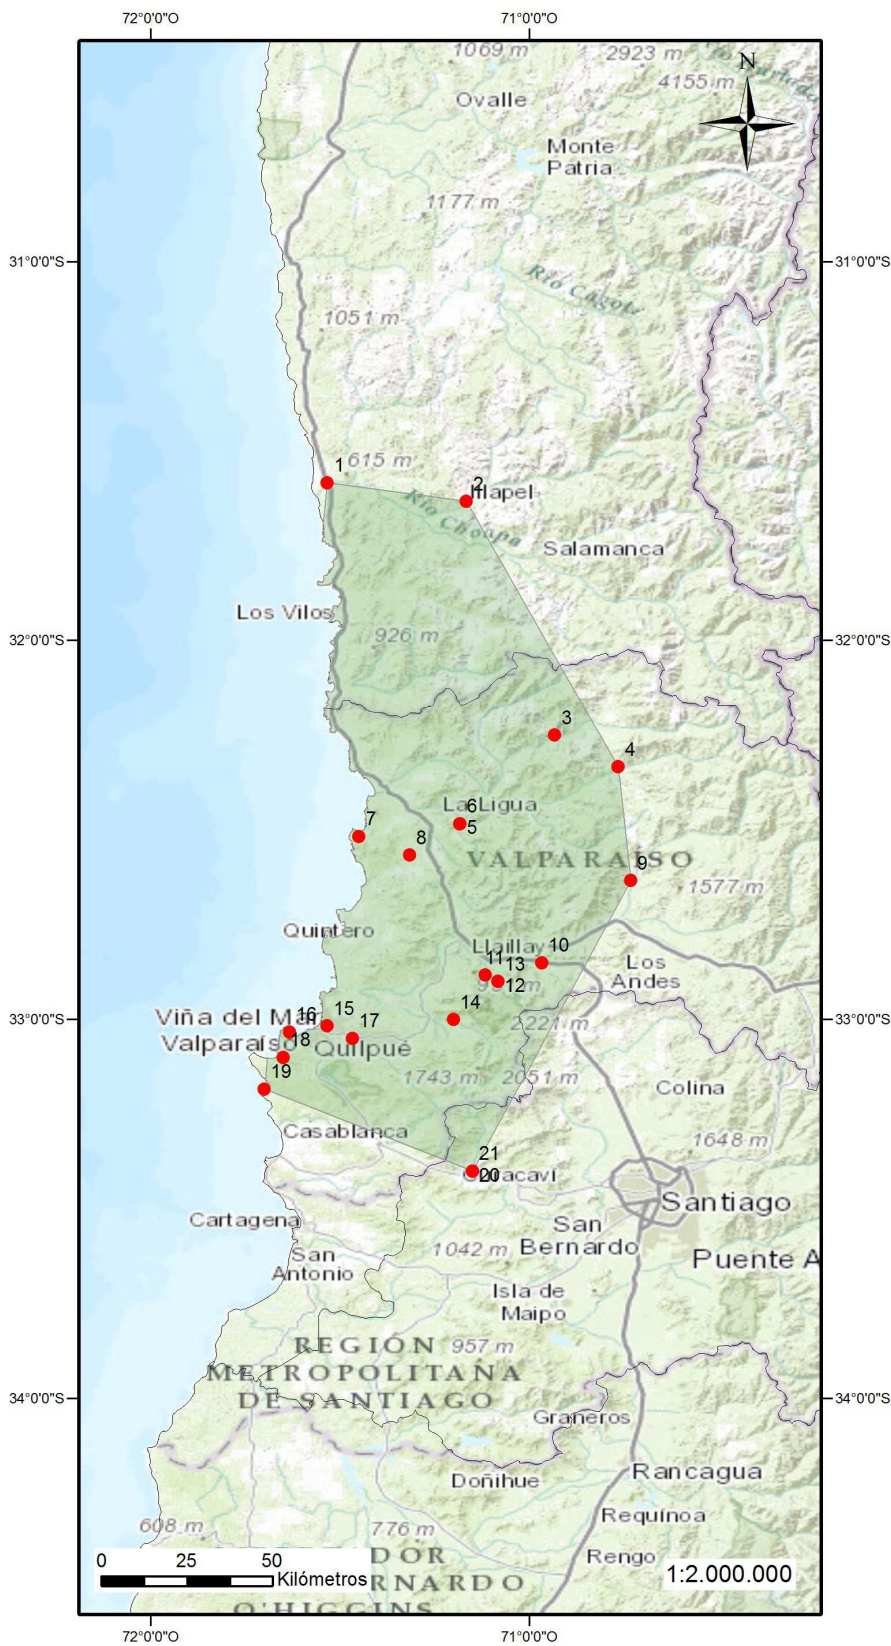 72°0'0"O 71°0'0"O
1069 m
2923 m
N
4155 m
Ovalle
Monte
Patria
1177 m
31°0'0"S 31°0'0"S
1051 m
615 m
1
2
Illapel
Río Choapa
Salamanca
Los Vilos
926 m
32°0'0"S 32°0'0"S
3
4
La Ligua
6
5
7
8
VALPARAÍSO
9
1577 m
Quintero
Llaillay
10
11
13
12
Los
Andes
14
33°0'0"S 33°0'0"S
Viña del Mar
16
15
17
2221 m
Valparaíso
18
Quilpué
19
1743 m
2051 m
Colina
Casablanca
1648 m
21
20
Curacaví
Santiago
Cartagena
San
Bernardo
San
Antonio
1042 m
Puente A
Isla de
Maipo
REGIÓN
957 m
METROPOLITANA
DE SANTIAGO
34°0'0"S 34°0'0"S
Graneros
Doñihue
Rancagua
Requínoa
608 m
776 m
Rengo
0 25 50
Kilómetros
1:2.000.000
DOR
RNARDO
O'HIGGINS
72°0'0"O 71°0'0"O